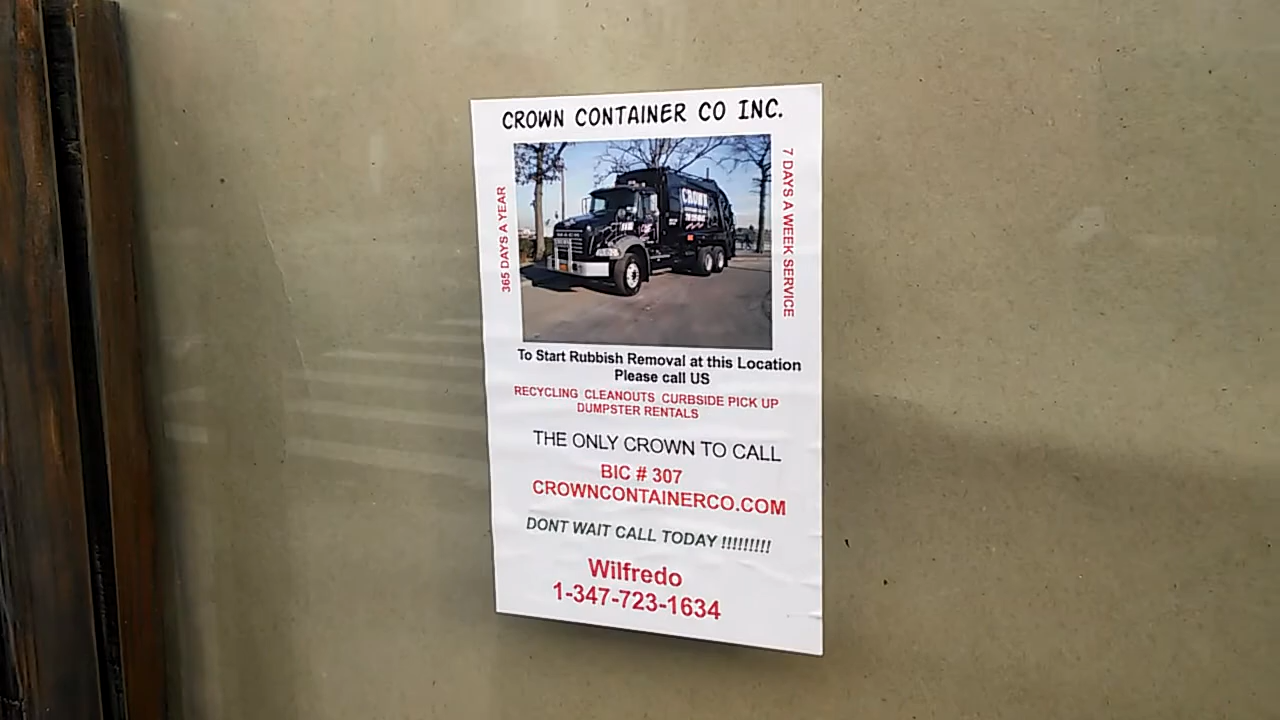 CROWN CONTAINER CO INC.
365 DAYS A YEAR
7 DAYS A WEEK SERVICE
CROWN
To Start Rubbish Removal at this Location
Please call US
RECYCLING CLEANOUTS CURBSIDE PICK UP
DUMPSTER RENTALS
THE ONLY CROWN TO CALL
BIC # 307
CROWNCONTAINERCO.COM
DONT WAIT CALL TODAY !!!!!!!!!
Wilfredo
1-347-723-1634